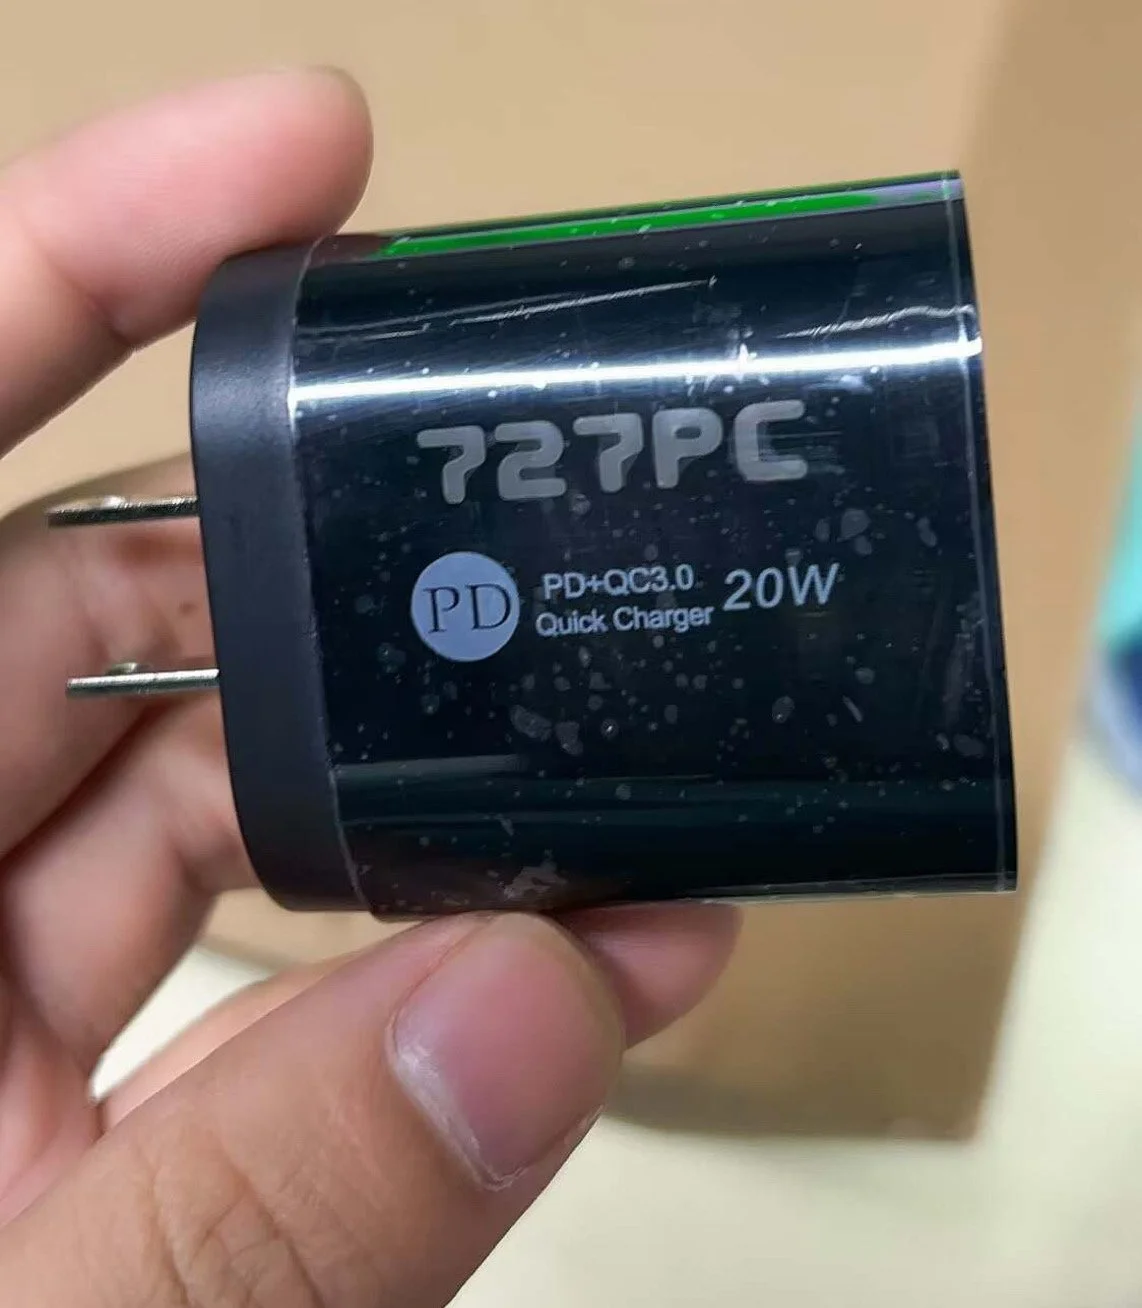 727PC
PD
PD+QC3.0
Quick Charger
20W